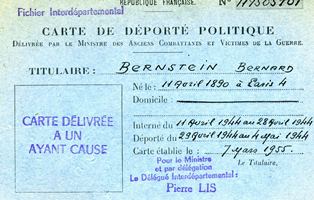 RÉPUBLIQUE FRANÇAISE.
Fichier Interdépartemental
N°
CARTE DE DÉPORTÉ POLITIQUE
DÉLIVRÉE PAR LE MINISTRE DES ANCIENS COMBATTANTS ET VICTIMES DE LA GUERRE.
TITULAIRE : BERNSTEIN BERNARD
Né le : 11 Avril 1890 à Paris 4
Domicile :
CARTE DÉLIVRÉE
A UN
AYANT CAUSE
Interné du 11 Avril 1944 au 28 Avril 1944
Déporté du 29 Avril 1944 au 4 Mai 1944
Carte établie le : 7 mars 1955.
Pour le Ministre
et par délégation
Le Titulaire,
Le Délégué Interdépartemental :
Pierre LIS